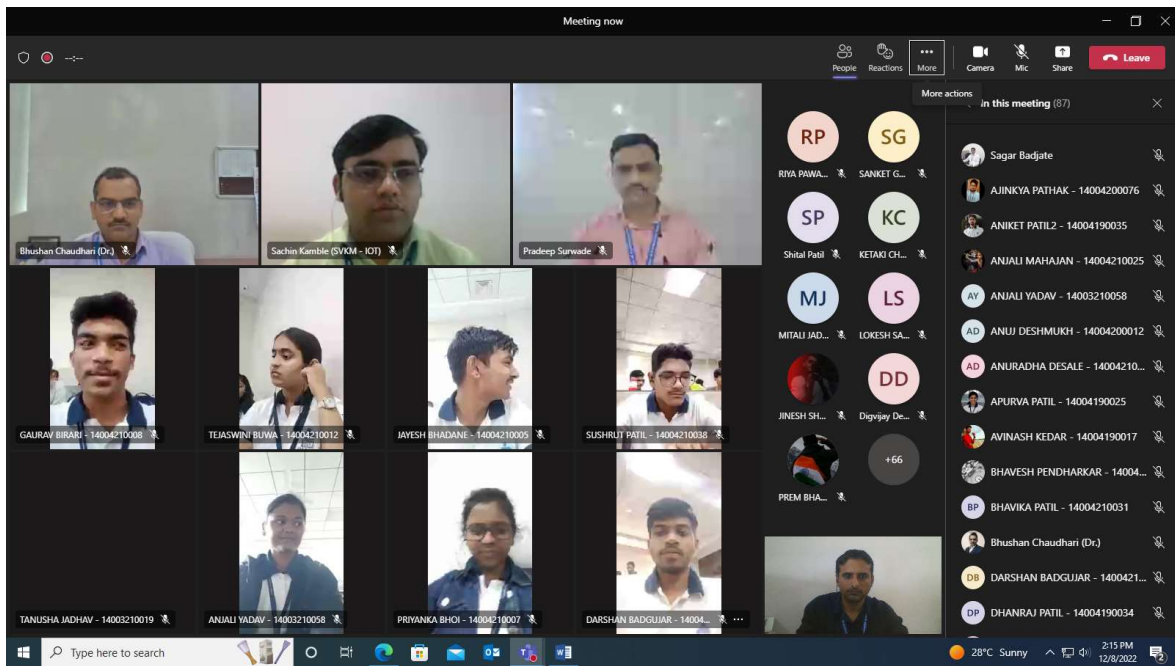 Meeting now
--:--
People
Reactions
More
Camera
Mic
Share
Leave
More actions
In this meeting (87)
Bhushan Chaudhari (Dr.)
Sachin Kamble (SVKM - IOT)
Pradeep Surwade
GAURAV BIRARI - 14004210008
TEJASWINI BUWA - 14004210012
JAYESH BHADANE - 14004210005
SUSHRUT PATIL - 14004210038
TANUSHA JADHAV - 14003210019
ANJALI YADAV - 14003210058
PRIYANKA BHOI - 14004210007
DARSHAN BADGUJAR - 14004...
RP
SG
RIYA PAWA...
SANKET G...
SP
KC
Shital Patil
KETAKI CH...
MJ
LS
MITALI JAD...
LOKESH SA...
DD
JINESH SH...
Digvijay De...
+66
PREM BHA...
Sagar Badjate
AJINKYA PATHAK - 14004200076
ANIKET PATIL2 - 14004190035
ANJALI MAHAJAN - 14004210025
AY ANJALI YADAV - 14003210058
AD ANUJ DESHMUKH - 14004200012
AD ANURADHA DESALE - 14004210...
APURVA PATIL - 14004190025
AVINASH KEDAR - 14004190017
BHAVESH PENDHARKAR - 14004...
BP BHAVIKA PATIL - 14004210031
Bhushan Chaudhari (Dr.)
DB DARSHAN BADGUJAR - 1400421...
DP DHANRAJ PATIL - 14004190034
Type here to search
28°C Sunny
2:15 PM
12/8/2022
2